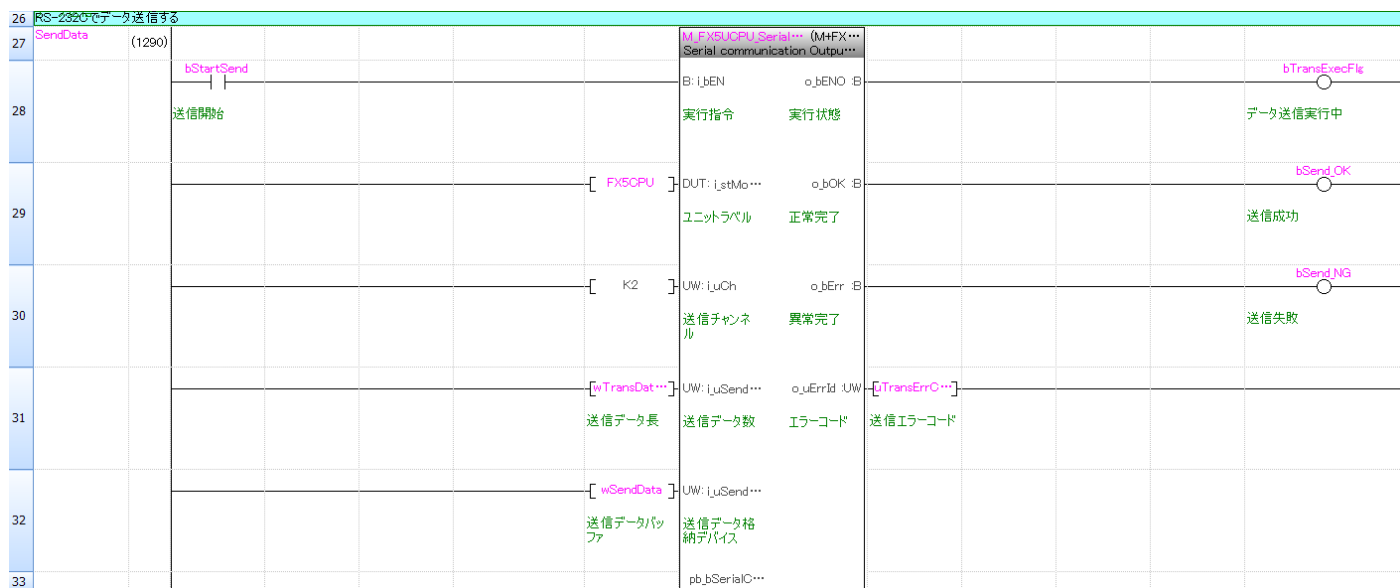 26 RS-232Cでデータ送信する
27 SendData (1290) M_FX5UCPU_Serial… (M+FX…
Serial communication Outpu…
bStartSend bTransExecFlg
B: i_bEN o_bENO :B
28 送信開始 実行指令 実行状態 データ送信実行中
bSend_OK
FX5CPU DUT: i_stMo… o_bOK :B
29 ユニットラベル 正常完了 送信成功
bSend_NG
K2 UW: i_uCh o_bErr :B
30 送信チャンネ 異常完了 送信失敗
ル
wTransDat… UW: i_uSend… o_uErrId :UW uTransErrC…
31 送信データ長 送信データ数 エラーコード 送信エラーコード
wSendData UW: i_uSend…
32 送信データバッ 送信データ格
ファ 納デバイス
33 pb_bSerialC…